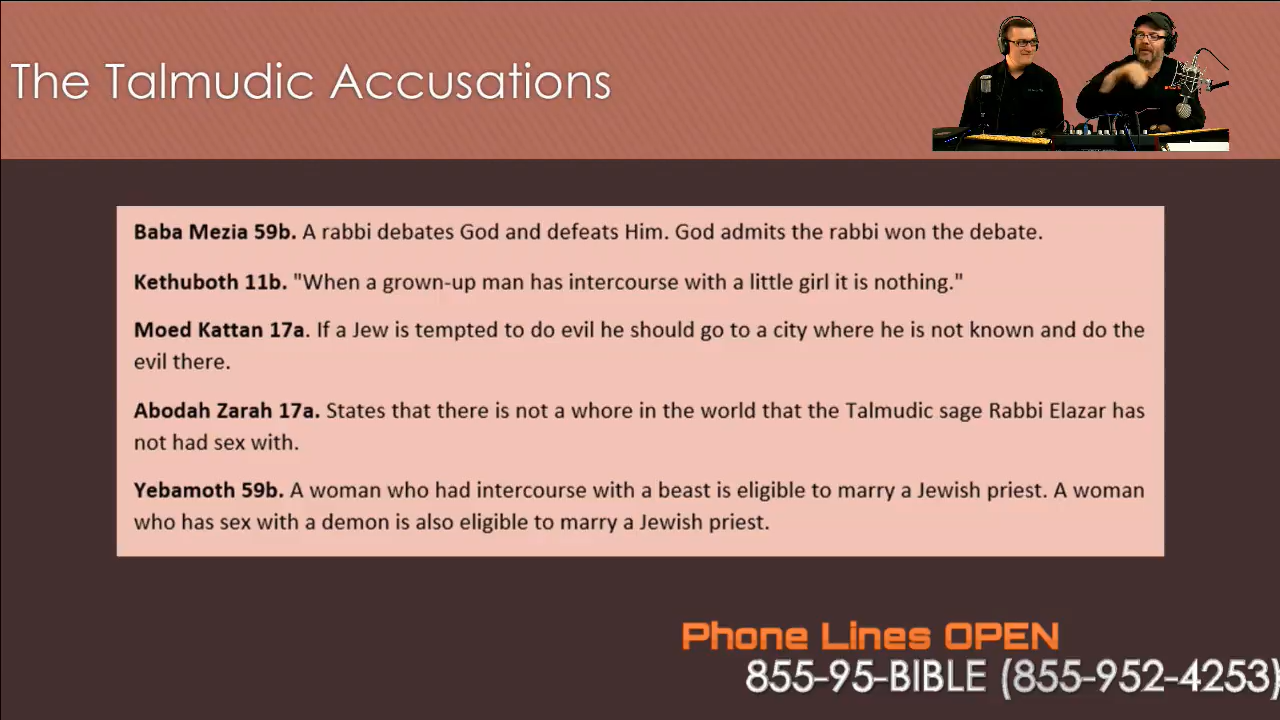 The Talmudic Accusations
Baba Mezia 59b. A rabbi debates God and defeats Him. God admits the rabbi won the debate.
Kethuboth 11b. "When a grown-up man has intercourse with a little girl it is nothing."
Moed Kattan 17a. If a Jew is tempted to do evil he should go to a city where he is not known and do the
evil there.
Abodah Zarah 17a. States that there is not a whore in the world that the Talmudic sage Rabbi Elazar has
not had sex with.
Yebamoth 59b. A woman who had intercourse with a beast is eligible to marry a Jewish priest. A woman
who has sex with a demon is also eligible to marry a Jewish priest.
Phone Lines OPEN
855-95-BIBLE (855-952-4253)